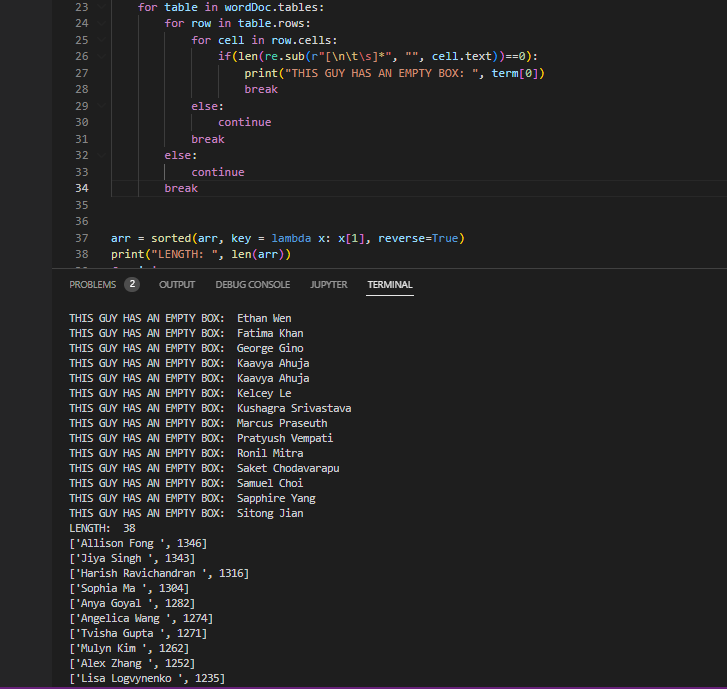 23 for table in wordDoc.tables:
24 for row in table.rows:
25 for cell in row.cells:
26 if(len(re.sub(r"[\n\t\s]*", "", cell.text))==0):
27 print("THIS GUY HAS AN EMPTY BOX: ", term[0])
28 break
29 else:
30 continue
31 break
32 else:
33 continue
34 break
35
36
37 arr = sorted(arr, key = lambda x: x[1], reverse=True)
38 print("LENGTH: ", len(arr))
PROBLEMS 2 OUTPUT DEBUG CONSOLE JUPYTER TERMINAL
THIS GUY HAS AN EMPTY BOX:  Ethan Wen
THIS GUY HAS AN EMPTY BOX:  Fatima Khan
THIS GUY HAS AN EMPTY BOX:  George Gino
THIS GUY HAS AN EMPTY BOX:  Kaavya Ahuja
THIS GUY HAS AN EMPTY BOX:  Kaavya Ahuja
THIS GUY HAS AN EMPTY BOX:  Kelcey Le
THIS GUY HAS AN EMPTY BOX:  Kushagra Srivastava
THIS GUY HAS AN EMPTY BOX:  Marcus Praseuth
THIS GUY HAS AN EMPTY BOX:  Pratyush Vempati
THIS GUY HAS AN EMPTY BOX:  Ronil Mitra
THIS GUY HAS AN EMPTY BOX:  Saket Chodavarapu
THIS GUY HAS AN EMPTY BOX:  Samuel Choi
THIS GUY HAS AN EMPTY BOX:  Sapphire Yang
THIS GUY HAS AN EMPTY BOX:  Sitong Jian
LENGTH:  38
['Allison Fong ', 1346]
['Jiya Singh ', 1343]
['Harish Ravichandran ', 1316]
['Sophia Ma ', 1304]
['Anya Goyal ', 1282]
['Angelica Wang ', 1274]
['Tvisha Gupta ', 1271]
['Mulyn Kim ', 1262]
['Alex Zhang ', 1252]
['Lisa Logvynenko ', 1235]